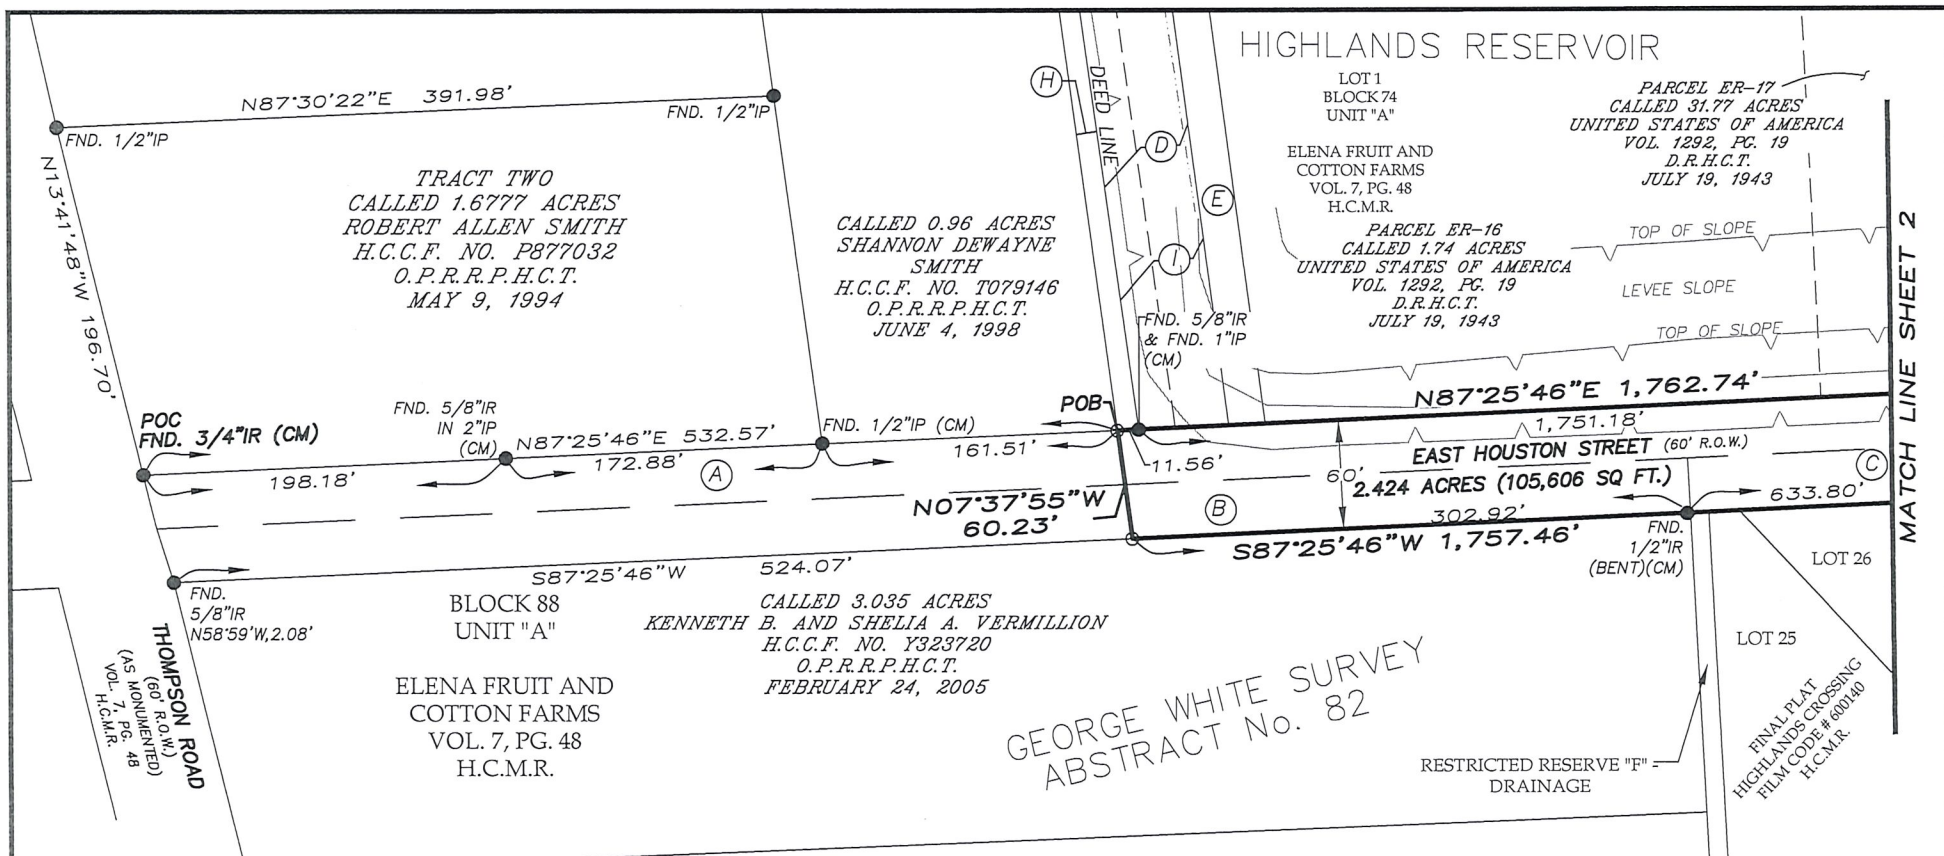 HIGHLANDS RESERVOIR
LOT 1
BLOCK 74
UNIT "A"
ELENA FRUIT AND
COTTON FARMS
VOL. 7, PG. 48
H.C.M.R.
PARCEL ER-17
CALLED 31.77 ACRES
UNITED STATES OF AMERICA
VOL. 1292, PG. 19
D.R.H.C.T.
JULY 19, 1943
PARCEL ER-16
CALLED 1.74 ACRES
UNITED STATES OF AMERICA
VOL. 1292, PG. 19
D.R.H.C.T.
JULY 19, 1943
TOP OF SLOPE
LEVEE SLOPE
TOP OF SLOPE
MATCH LINE SHEET 2
N87°30'22"E 391.98'
FND. 1/2"IP
FND. 1/2"IP
N13°41'48"W 196.70'
TRACT TWO
CALLED 1.6777 ACRES
ROBERT ALLEN SMITH
H.C.C.F. NO. P877032
O.P.R.R.P.H.C.T.
MAY 9, 1994
CALLED 0.96 ACRES
SHANNON DEWAYNE
SMITH
H.C.C.F. NO. T079146
O.P.R.R.P.H.C.T.
JUNE 4, 1998
H
DEED LINE
D
E
I
FND. 5/8"IR
& FND. 1"IP
(CM)
POC
FND. 3/4"IR (CM)
FND. 5/8"IR
IN 2"IP
(CM)
N87°25'46"E 532.57'
FND. 1/2"IP (CM)
198.18'
172.88'
A
161.51'
POB
11.56'
N87°25'46"E 1,762.74'
1,751.18'
EAST HOUSTON STREET (60' R.O.W.)
60'
2.424 ACRES (105,606 SQ FT.)
C
633.80'
N07°37'55"W
60.23'
B
302.92'
S87°25'46"W 1,757.46'
FND.
1/2"IR
(BENT)(CM)
S87°25'46"W 524.07'
FND.
5/8"IR
N58°59'W,2.08'
BLOCK 88
UNIT "A"
ELENA FRUIT AND
COTTON FARMS
VOL. 7, PG. 48
H.C.M.R.
CALLED 3.035 ACRES
KENNETH B. AND SHELIA A. VERMILLION
H.C.C.F. NO. Y323720
O.P.R.R.P.H.C.T.
FEBRUARY 24, 2005
THOMPSON ROAD
(60' R.O.W.)
(AS MONUMENTED)
VOL. 7, PG. 48
H.C.M.R.
GEORGE WHITE SURVEY
ABSTRACT No. 82
LOT 26
LOT 25
RESTRICTED RESERVE "F"
DRAINAGE
FINAL PLAT
HIGHLANDS CROSSING
FILM CODE # 600140
H.C.M.R.